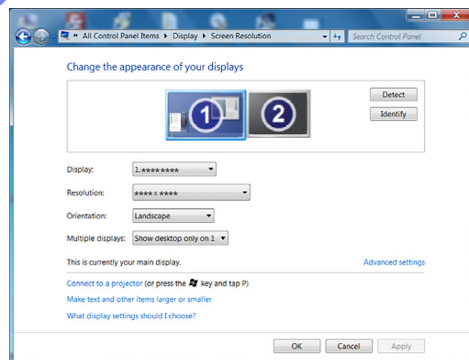 « All Control Panel Items ▸ Display ▸ Screen Resolution
Search Control Panel
Change the appearance of your displays
Detect
Identify
1 2
Display: 1.********
Resolution: **** x ****
Orientation: Landscape
Multiple displays: Show desktop only on 1
This is currently your main display. Advanced settings
Connect to a projector (or press the key and tap P)
Make text and other items larger or smaller
What display settings should I choose?
OK Cancel Apply